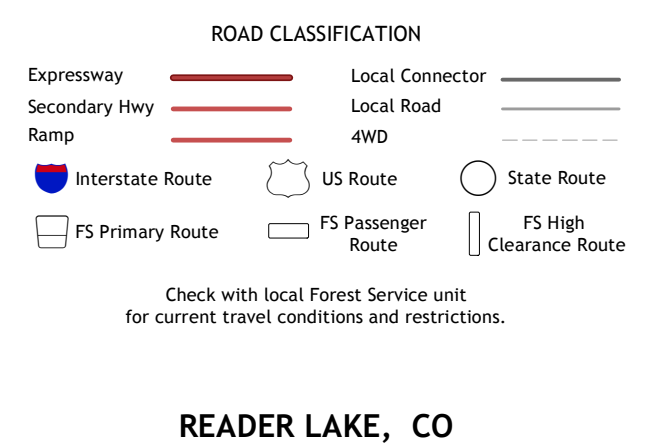 ROAD CLASSIFICATION
Expressway
Local Connector
Secondary Hwy
Local Road
Ramp
4WD
Interstate Route
US Route
State Route
FS Primary Route
FS Passenger
Route
FS High
Clearance Route
Check with local Forest Service unit
for current travel conditions and restrictions.
READER LAKE, CO